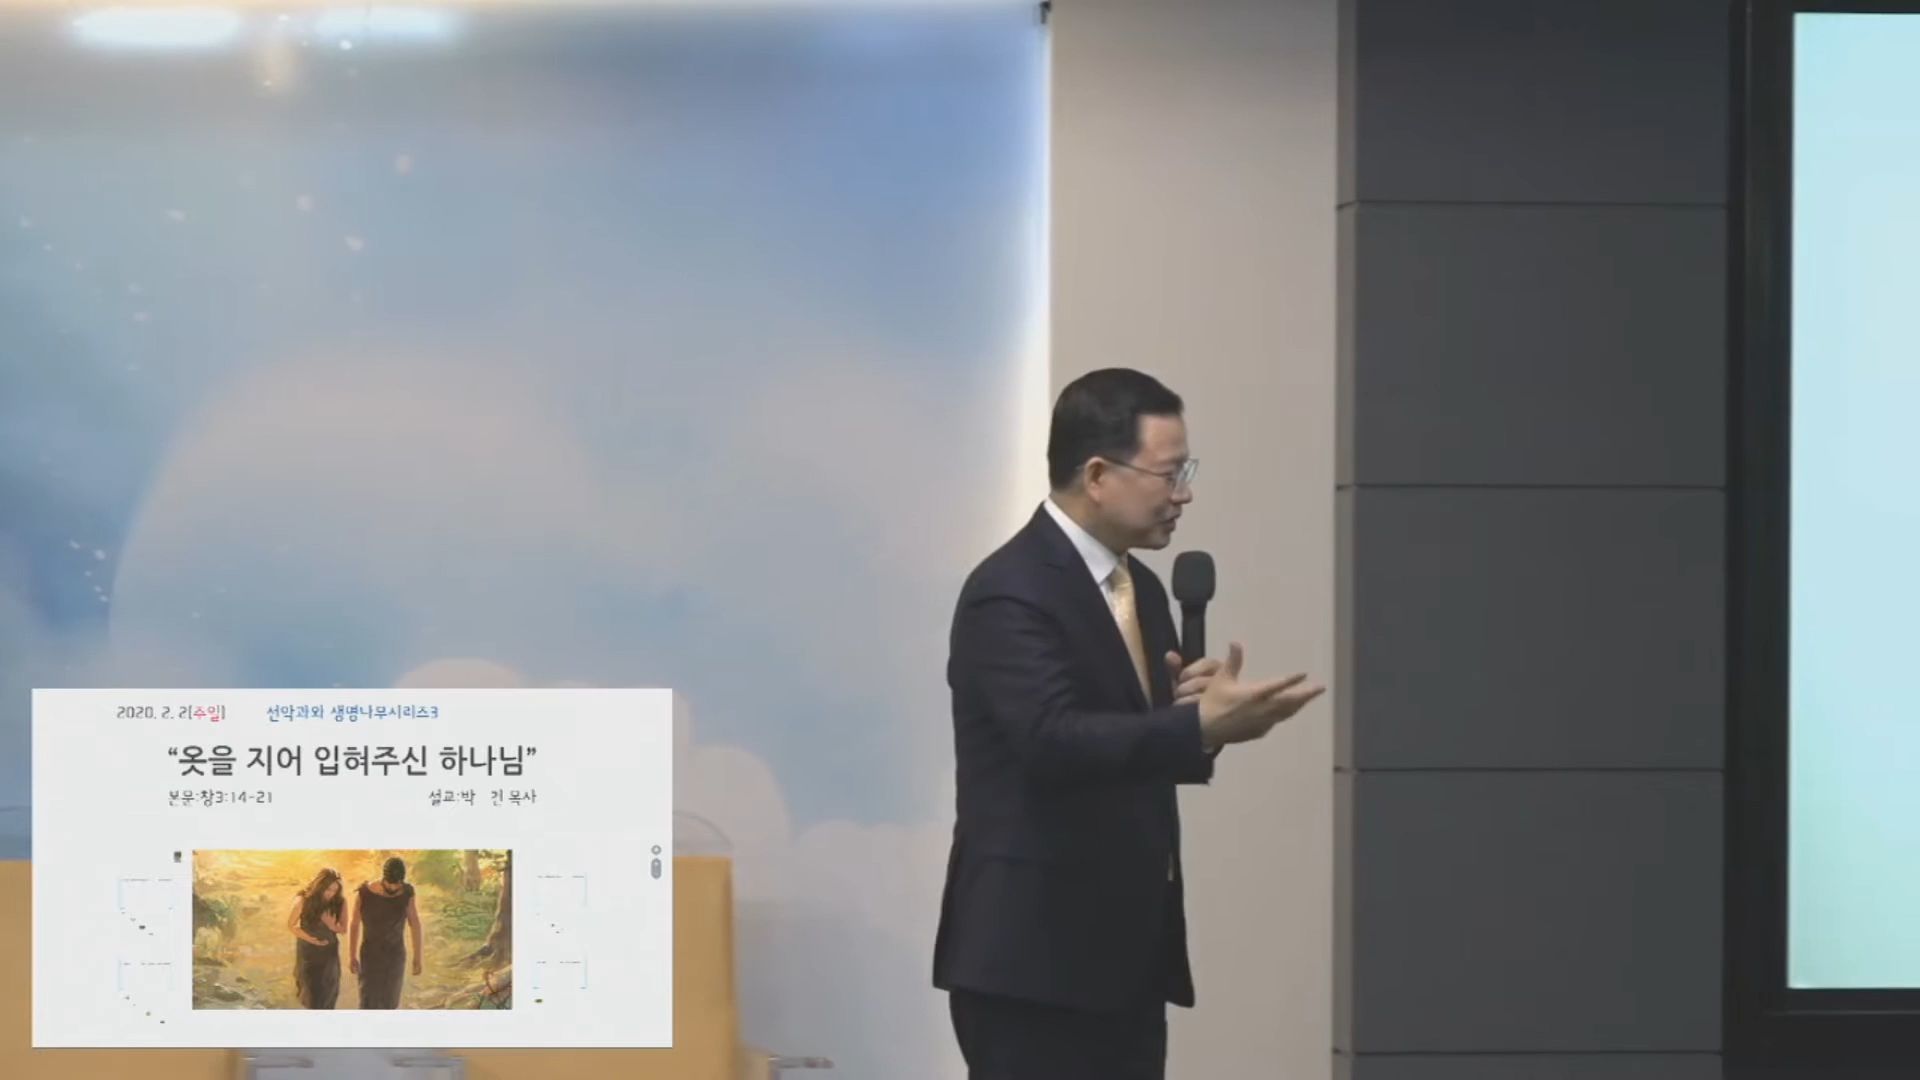 2020. 2. 2[주일] 선악과와 생명나무시리즈3
“옷을 지어 입혀주신 하나님”
본문:창3:14-21 설교:박 건 목사